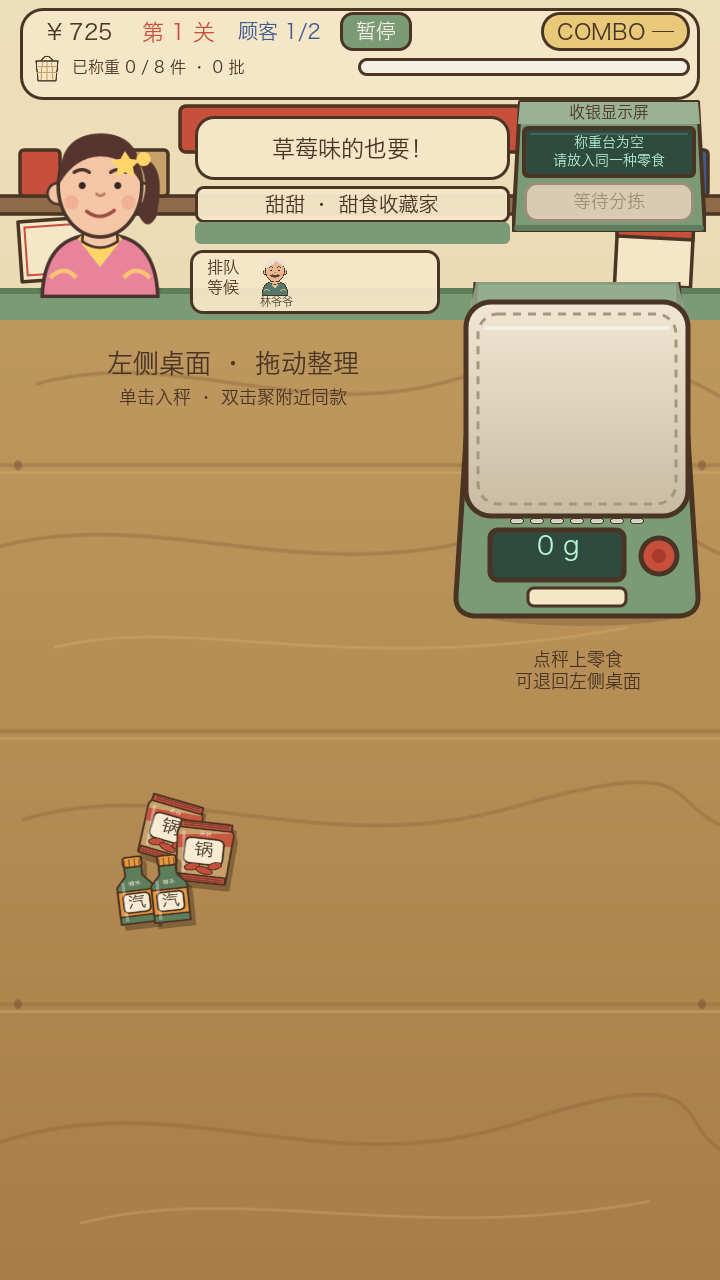 ¥ 725 第 1 关 顾客 1/2 暂停 COMBO —
已称重 0 / 8 件 · 0 批
收银显示屏
称重台为空
请放入同一种零食
等待分拣
草莓味的也要！
甜甜 · 甜食收藏家
排队
等候
林爷爷
左侧桌面 · 拖动整理
单击入秤 · 双击聚附近同款
0 g
点秤上零食
可退回左侧桌面
锅
锅
汽
汽